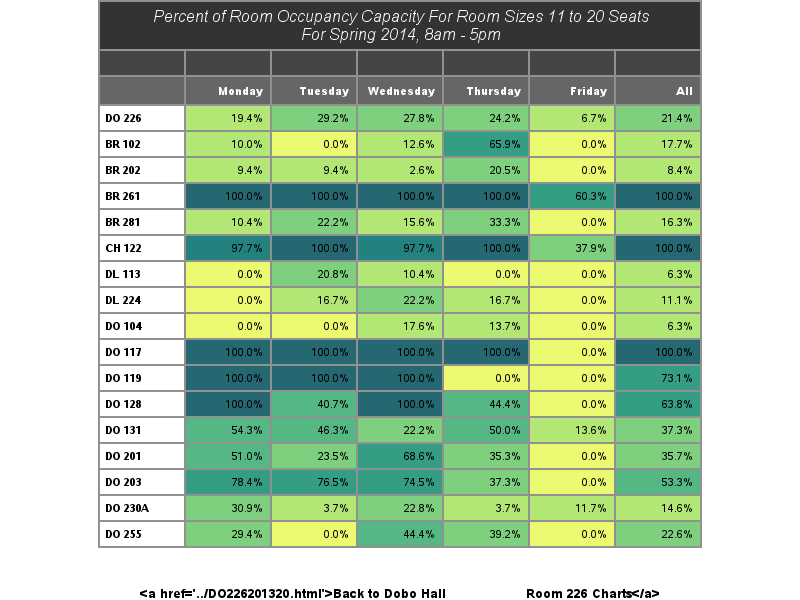 Percent of Room Occupancy Capacity For Room Sizes 11 to 20 Seats
For Spring 2014, 8am - 5pm
Monday Tuesday Wednesday Thursday Friday All
DO 226 19.4% 29.2% 27.8% 24.2% 6.7% 21.4%
BR 102 10.0% 0.0% 12.6% 65.9% 0.0% 17.7%
BR 202 9.4% 9.4% 2.6% 20.5% 0.0% 8.4%
BR 261 100.0% 100.0% 100.0% 100.0% 60.3% 100.0%
BR 281 10.4% 22.2% 15.6% 33.3% 0.0% 16.3%
CH 122 97.7% 100.0% 97.7% 100.0% 37.9% 100.0%
DL 113 0.0% 20.8% 10.4% 0.0% 0.0% 6.3%
DL 224 0.0% 16.7% 22.2% 16.7% 0.0% 11.1%
DO 104 0.0% 0.0% 17.6% 13.7% 0.0% 6.3%
DO 117 100.0% 100.0% 100.0% 100.0% 0.0% 100.0%
DO 119 100.0% 100.0% 100.0% 0.0% 0.0% 73.1%
DO 128 100.0% 40.7% 100.0% 44.4% 0.0% 63.8%
DO 131 54.3% 46.3% 22.2% 50.0% 13.6% 37.3%
DO 201 51.0% 23.5% 68.6% 35.3% 0.0% 35.7%
DO 203 78.4% 76.5% 74.5% 37.3% 0.0% 53.3%
DO 230A 30.9% 3.7% 22.8% 3.7% 11.7% 14.6%
DO 255 29.4% 0.0% 44.4% 39.2% 0.0% 22.6%
<a href='../DO226201320.html'>Back to Dobo Hall Room 226 Charts</a>